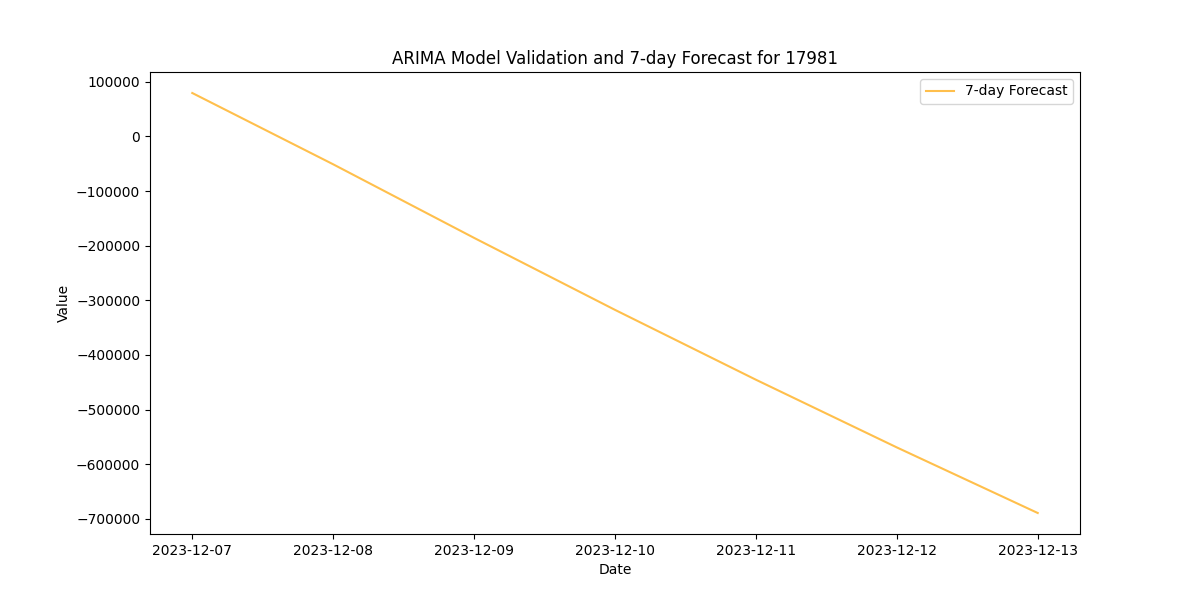 ARIMA Model Validation and 7-day Forecast for 17981
7-day Forecast
100000
0
−100000
−200000
−300000
−400000
−500000
−600000
−700000
Value
2023-12-07 2023-12-08 2023-12-09 2023-12-10 2023-12-11 2023-12-12 2023-12-13
Date